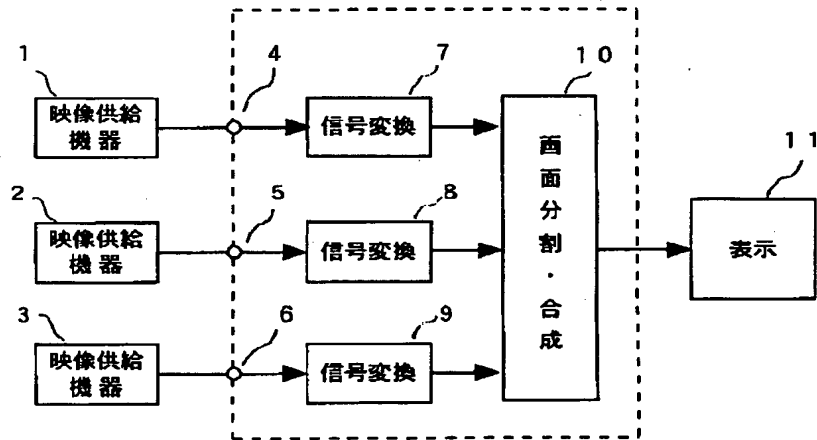 1
映像供給
機器
4
7
信号変換
10
画面分割・合成
11
表示
2
映像供給
機器
5
8
信号変換
3
映像供給
機器
6
9
信号変換